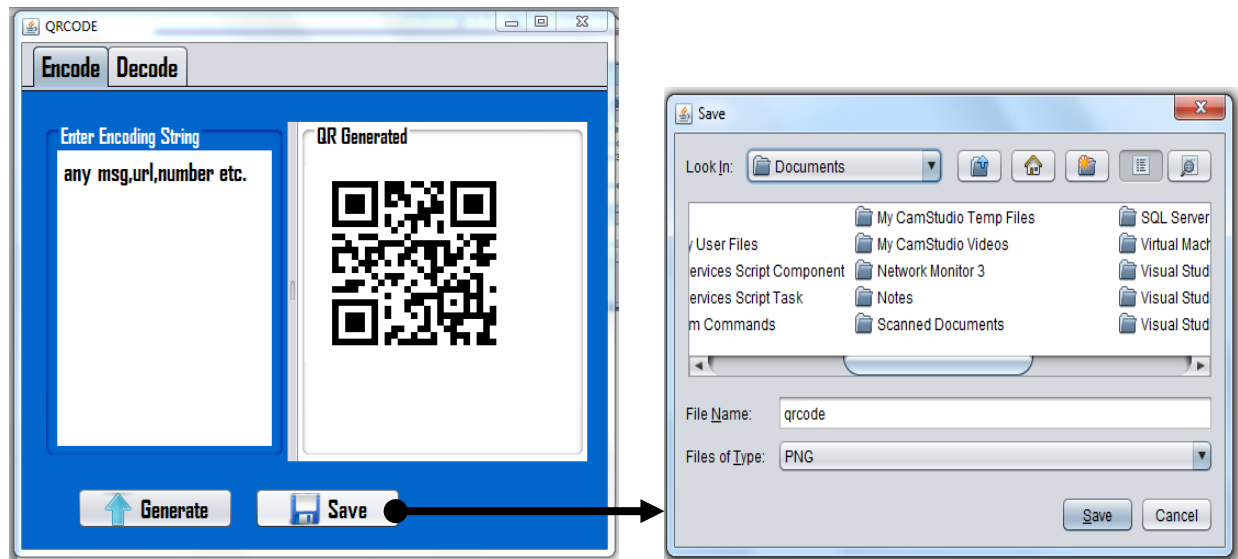 QRCODE
Encode Decode
Enter Encoding String
any msg,url,number etc.
QR Generated
Generate
Save
Save
Look In: Documents
My CamStudio Temp Files SQL Server
User Files My CamStudio Videos Virtual Mach
ervices Script Component Network Monitor 3 Visual Stud
ervices Script Task Notes Visual Stud
m Commands Scanned Documents Visual Stud
File Name: qrcode
Files of Type: PNG
Save Cancel